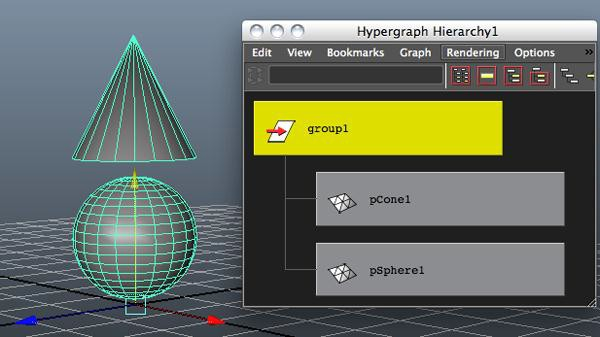 Hypergraph Hierarchy1
Edit View Bookmarks Graph Rendering Options »
group1
pCone1
pSphere1